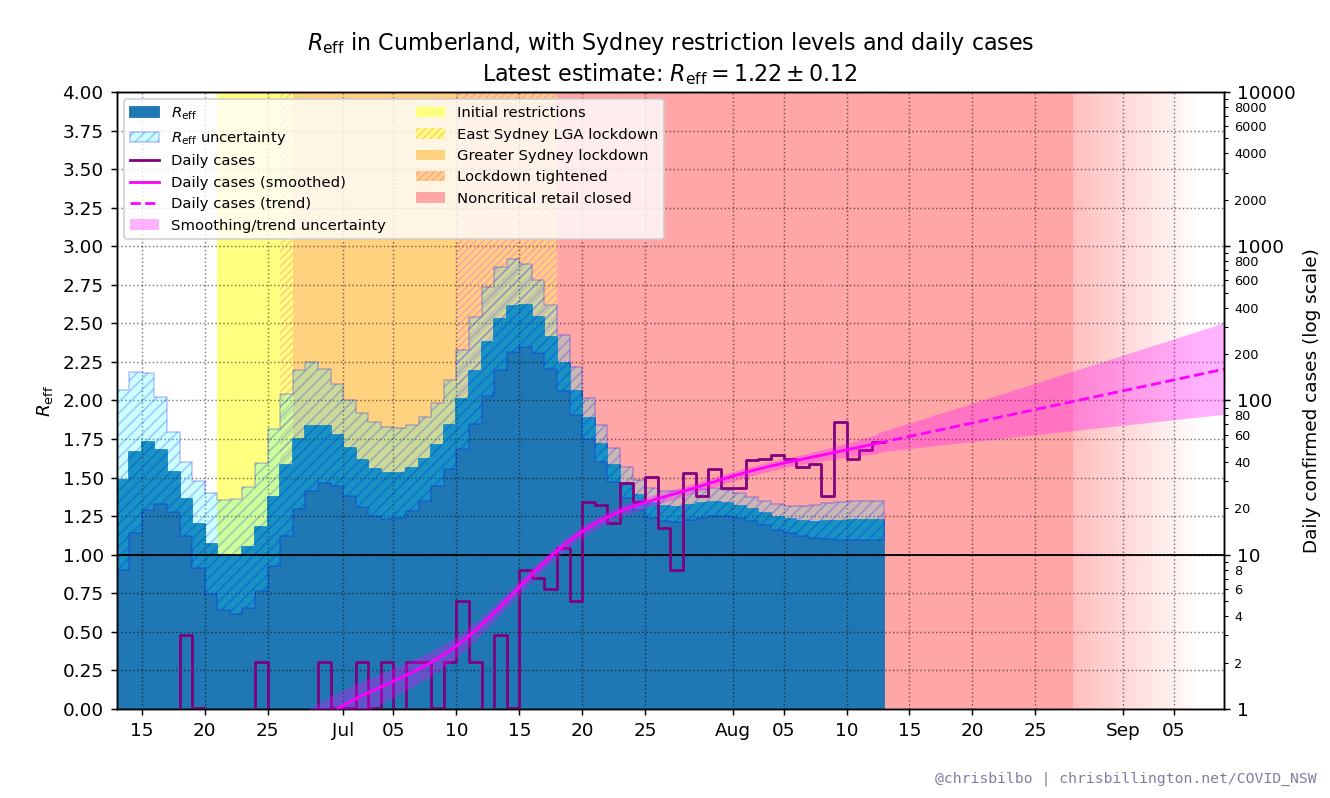 R_eff in Cumberland, with Sydney restriction levels and daily cases
Latest estimate: R_eff = 1.22 ± 0.12
R_eff
R_eff uncertainty
Daily cases
Daily cases (smoothed)
Daily cases (trend)
Smoothing/trend uncertainty
Initial restrictions
East Sydney LGA lockdown
Greater Sydney lockdown
Lockdown tightened
Noncritical retail closed
R_eff
4.00
3.75
3.50
3.25
3.00
2.75
2.50
2.25
2.00
1.75
1.50
1.25
1.00
0.75
0.50
0.25
0.00
10000
8000
6000
4000
2000
1000
800
600
400
200
100
80
60
40
20
10
8
6
4
2
1
Daily confirmed cases (log scale)
15 20 25 Jul 05 10 15 20 25 Aug 05 10 15 20 25 Sep 05
@chrisbilbo | chrisbillington.net/COVID_NSW